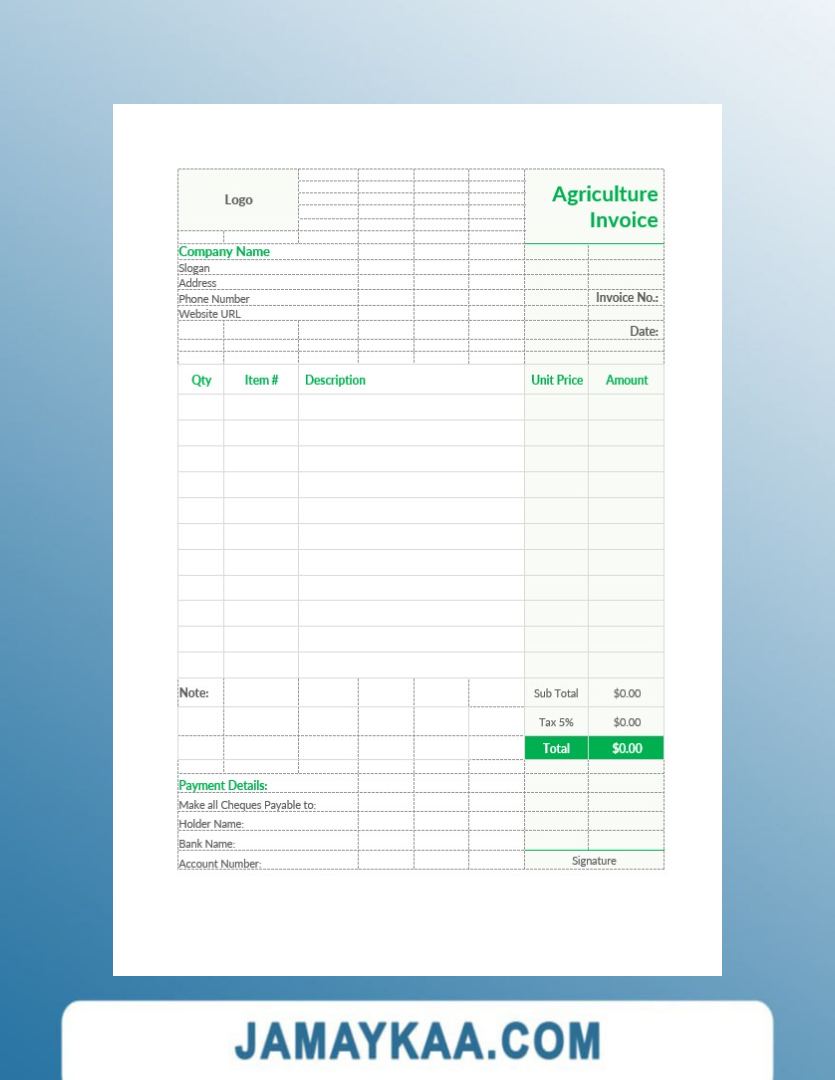 Logo
Agriculture
Invoice
Company Name
Slogan
Address
Phone Number
Invoice No.:
Website URL
Date:
Qty Item # Description Unit Price Amount
Note: Sub Total $0.00
Tax 5% $0.00
Total $0.00
Payment Details:
Make all Cheques Payable to:
Holder Name:
Bank Name:
Account Number:
Signature
JAMAYKAA.COM